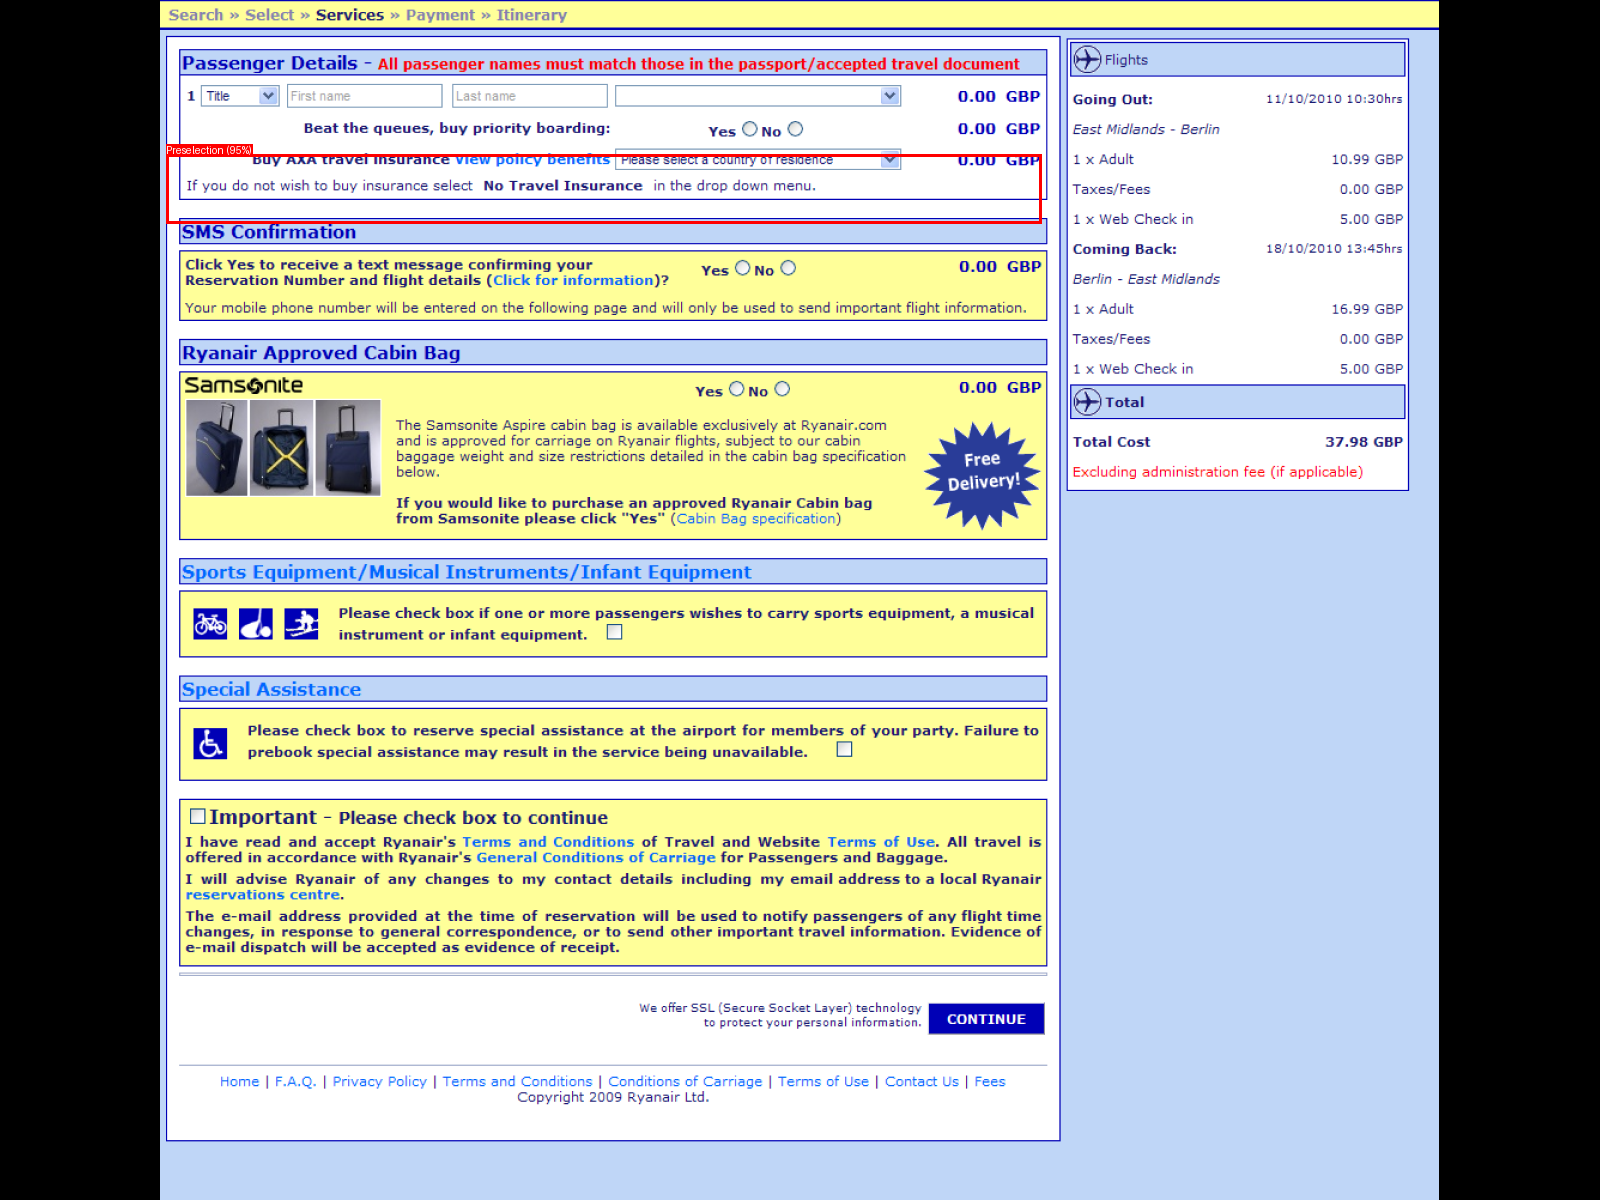 Search » Select » Services » Payment » Itinerary
Passenger Details - All passenger names must match those in the passport/accepted travel document
1 Title First name Last name 0.00 GBP
Beat the queues, buy priority boarding: Yes No 0.00 GBP
Preselection (95%)
Buy AXA travel insurance View policy benefits Please select a country of residence 0.00 GBP
If you do not wish to buy insurance select No Travel Insurance in the drop down menu.
SMS Confirmation
Click Yes to receive a text message confirming your
Reservation Number and flight details (Click for information)? Yes No 0.00 GBP
Your mobile phone number will be entered on the following page and will only be used to send important flight information.
Ryanair Approved Cabin Bag
Samsonite Yes No 0.00 GBP
The Samsonite Aspire cabin bag is available exclusively at Ryanair.com
and is approved for carriage on Ryanair flights, subject to our cabin
baggage weight and size restrictions detailed in the cabin bag specification
below.
If you would like to purchase an approved Ryanair Cabin bag
from Samsonite please click "Yes" (Cabin Bag specification)
Free
Delivery!
Sports Equipment/Musical Instruments/Infant Equipment
Please check box if one or more passengers wishes to carry sports equipment, a musical
instrument or infant equipment.
Special Assistance
Please check box to reserve special assistance at the airport for members of your party. Failure to
prebook special assistance may result in the service being unavailable.
Important - Please check box to continue
I have read and accept Ryanair's Terms and Conditions of Travel and Website Terms of Use. All travel is
offered in accordance with Ryanair's General Conditions of Carriage for Passengers and Baggage.
I will advise Ryanair of any changes to my contact details including my email address to a local Ryanair
reservations centre.
The e-mail address provided at the time of reservation will be used to notify passengers of any flight time
changes, in response to general correspondence, or to send other important travel information. Evidence of
e-mail dispatch will be accepted as evidence of receipt.
We offer SSL (Secure Socket Layer) technology
to protect your personal information.
CONTINUE
Home | F.A.Q. | Privacy Policy | Terms and Conditions | Conditions of Carriage | Terms of Use | Contact Us | Fees
Copyright 2009 Ryanair Ltd.
Flights
Going Out: 11/10/2010 10:30hrs
East Midlands - Berlin
1 x Adult 10.99 GBP
Taxes/Fees 0.00 GBP
1 x Web Check in 5.00 GBP
Coming Back: 18/10/2010 13:45hrs
Berlin - East Midlands
1 x Adult 16.99 GBP
Taxes/Fees 0.00 GBP
1 x Web Check in 5.00 GBP
Total
Total Cost 37.98 GBP
Excluding administration fee (if applicable)